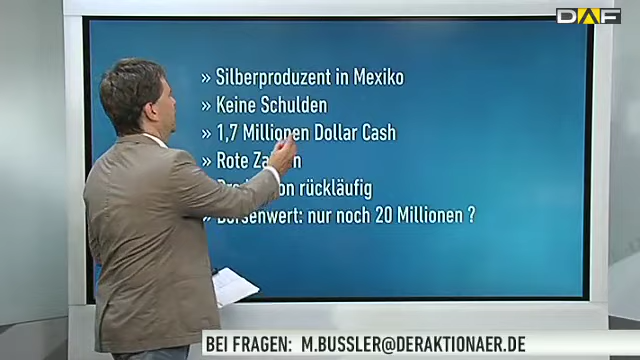 DAF
» Silberproduzent in Mexiko
» Keine Schulden
» 1,7 Millionen Dollar Cash
» Rote
» rückläufig
» Börsenwert: nur noch 20 Millionen ?
BEI FRAGEN: M.BUSSLER@DERAKTIONAER.DE